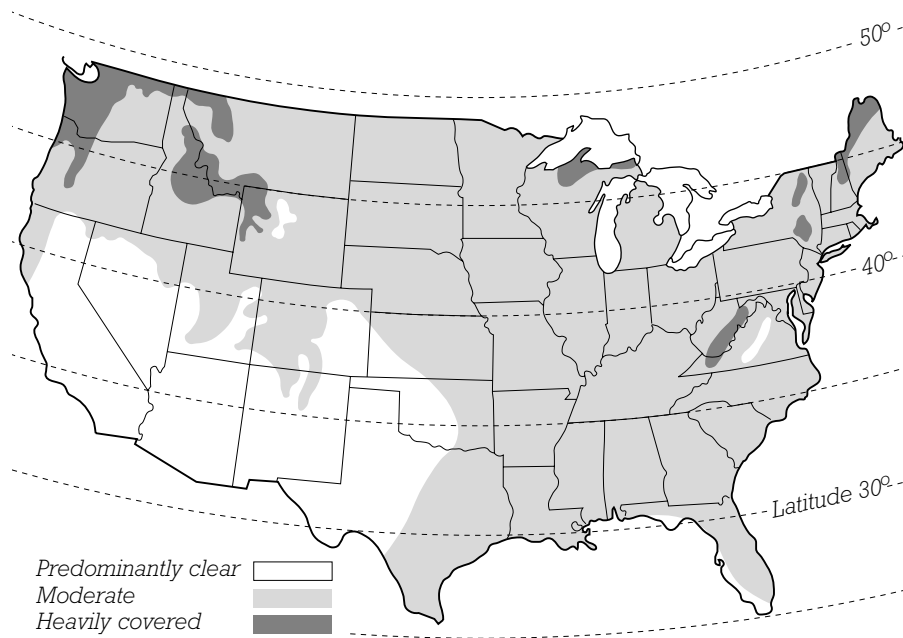 50°
40°
Latitude 30°
Predominantly clear
Moderate
Heavily covered